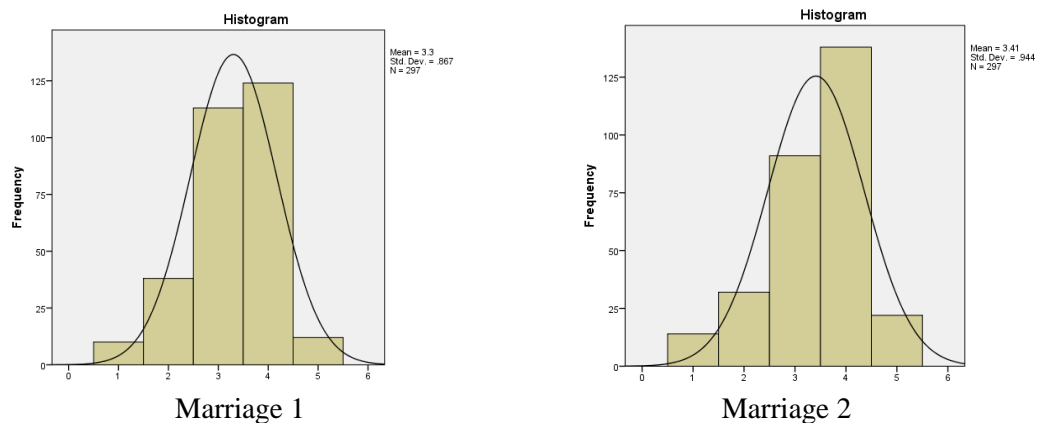 Histogram
Mean = 3.3
Std. Dev. = .867
N = 297
125
100
75
50
25
0
Frequency
0 1 2 3 4 5 6
Marriage 1
Histogram
Mean = 3.41
Std. Dev. = .944
N = 297
125
100
75
50
25
0
Frequency
0 1 2 3 4 5 6
Marriage 2